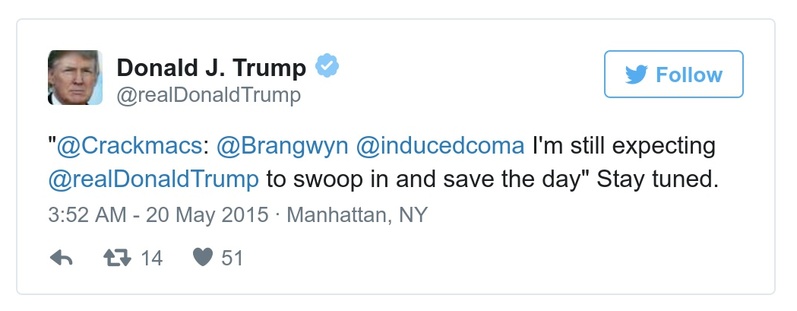 Donald J. Trump
@realDonaldTrump
Follow
"@Crackmacs: @Brangwyn @inducedcoma I'm still expecting
@realDonaldTrump to swoop in and save the day" Stay tuned.
3:52 AM - 20 May 2015 · Manhattan, NY
14 51